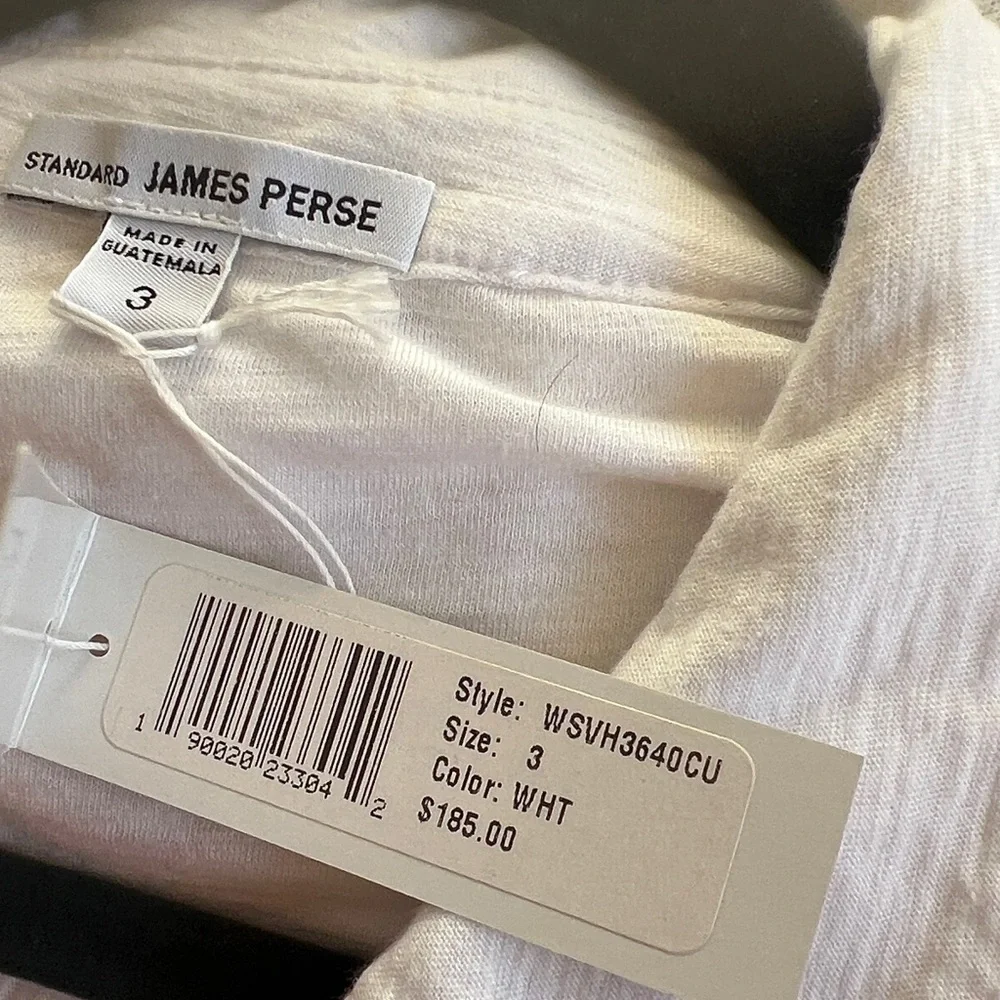 STANDARD JAMES PERSE
MADE IN
GUATEMALA
3
Style: WSVH3640CU
Size: 3
Color: WHT
$185.00
1 90020 23304 2